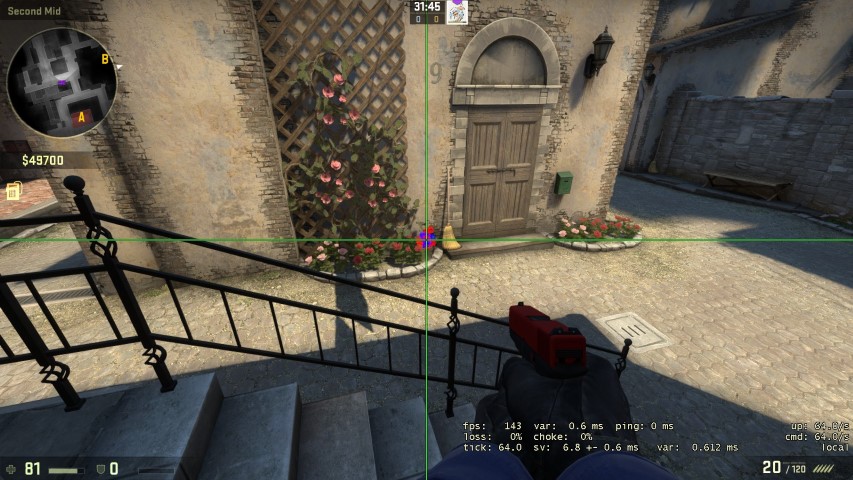 Second Mid
31:45
0 0
B
A
$49700
9
fps: 143 var: 0.6 ms ping: 0 ms
loss: 0% choke: 0%
tick: 64.0 sv: 6.8 +- 0.6 ms var: 0.612 ms
up: 64.0/s
cmd: 64.0/s
local
81 0
20 / 120